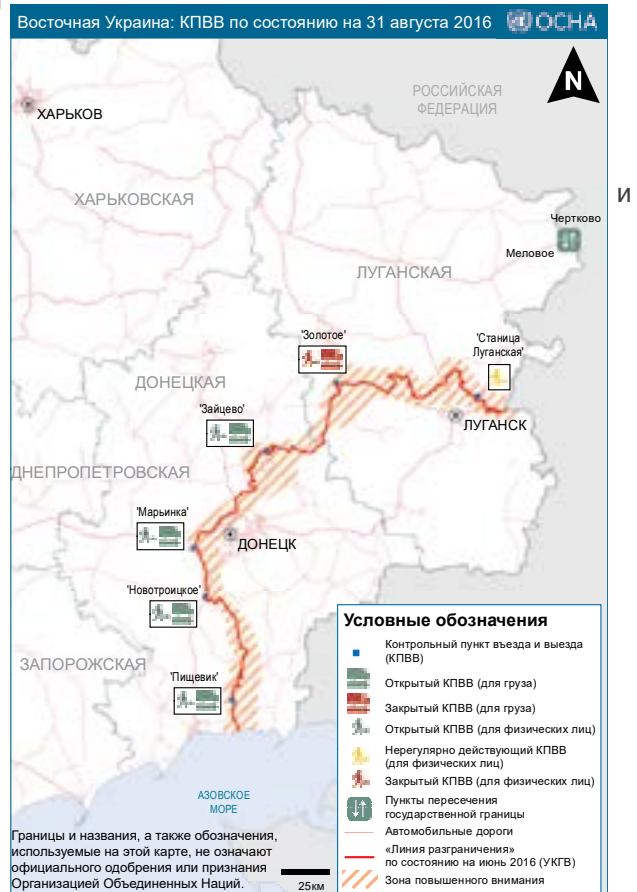 Восточная Украина: КПВВ по состоянию на 31 августа 2016
ОСНА
N
РОССИЙСКАЯ
ФЕДЕРАЦИЯ
ХАРЬКОВ
и
ХАРЬКОВСКАЯ
Чертково
Меловое
ЛУГАНСКАЯ
'Золотое'
'Станица
Луганская'
ДОНЕЦКАЯ
'Зайцево'
ЛУГАНСК
ДНЕПРОПЕТРОВСКАЯ
'Марьинка'
ДОНЕЦК
'Новотроицкое'
ЗАПОРОЖСКАЯ
'Пищевик'
АЗОВСКОЕ
МОРЕ
Условные обозначения
Контрольный пункт въезда и выезда
(КПВВ)
Открытый КПВВ (для груза)
Закрытый КПВВ (для груза)
Открытый КПВВ (для физических лиц)
Нерегулярно действующий КПВВ
(для физических лиц)
Закрытый КПВВ (для физических лиц)
Пункты пересечения
государственной границы
Автомобильные дороги
«Линия разграничения»
по состоянию на июнь 2016 (УКГВ)
Зона повышенного внимания
Границы и названия, а также обозначения,
используемые на этой карте, не означают
официального одобрения или признания
Организацией Объединенных Наций.
25км